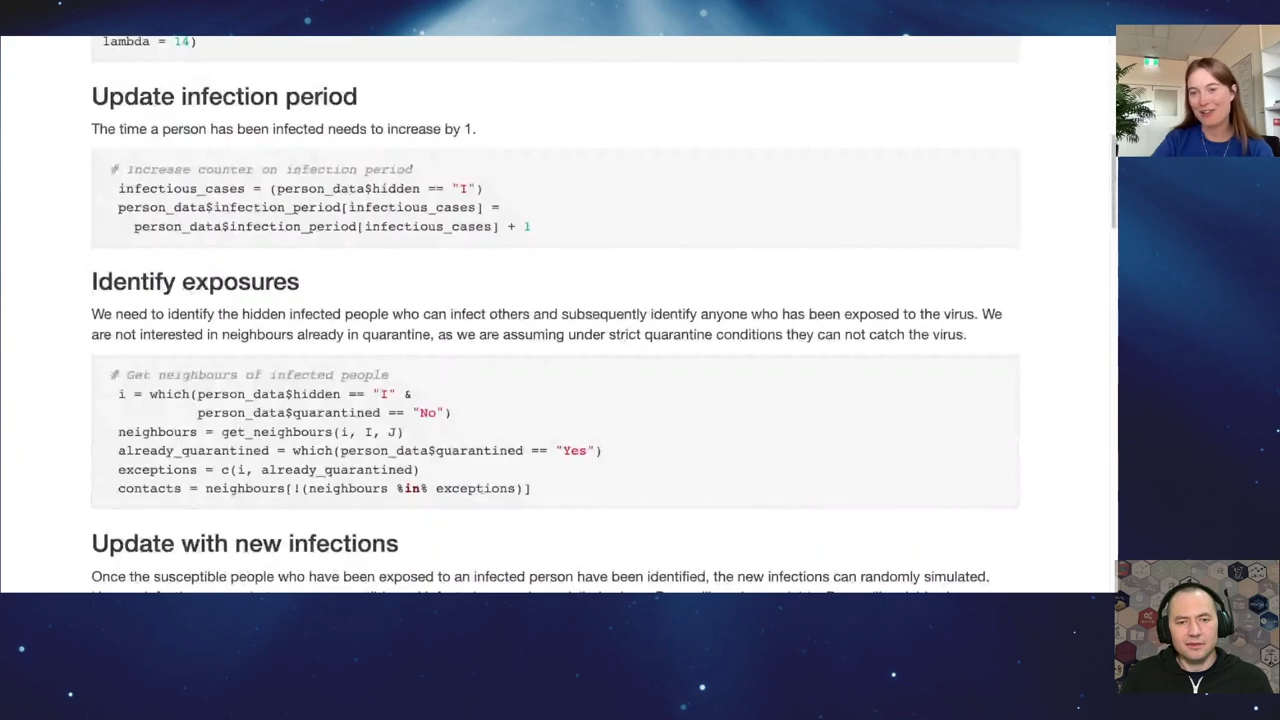 lambda = 14)
Update infection period
The time a person has been infected needs to increase by 1.
# Increase counter on infection period
infectious_cases = (person_data$hidden == "I")
person_data$infection_period[infectious_cases] =
person_data$infection_period[infectious_cases] + 1
Identify exposures
We need to identify the hidden infected people who can infect others and subsequently identify anyone who has been exposed to the virus. We
are not interested in neighbours already in quarantine, as we are assuming under strict quarantine conditions they can not catch the virus.
# Get neighbours of infected people
i = which(person_data$hidden == "I" &
person_data$quarantined == "No")
neighbours = get_neighbours(i, I, J)
already_quarantined = which(person_data$quarantined == "Yes")
exceptions = c(i, already_quarantined)
contacts = neighbours[!(neighbours %in% exceptions)]
Update with new infections
Once the susceptible people who have been exposed to an infected person have been identified, the new infections can randomly simulated.